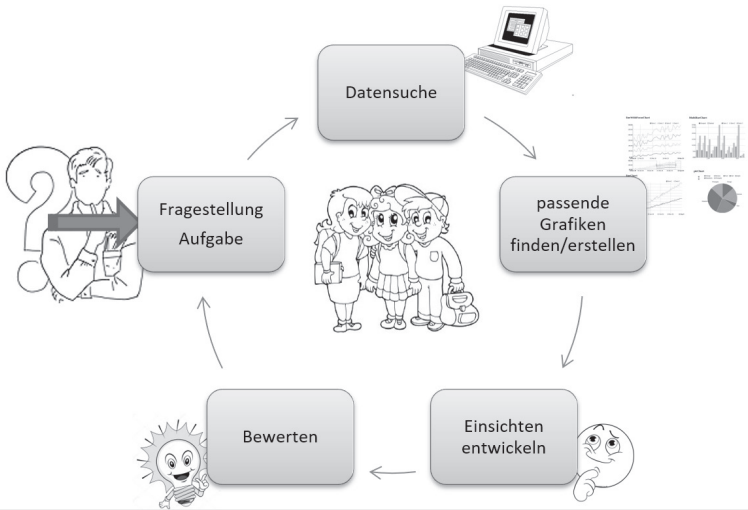 Datensuche
Fragestellung
Aufgabe
passende
Grafiken
finden/erstellen
Bewerten
Einsichten
entwickeln